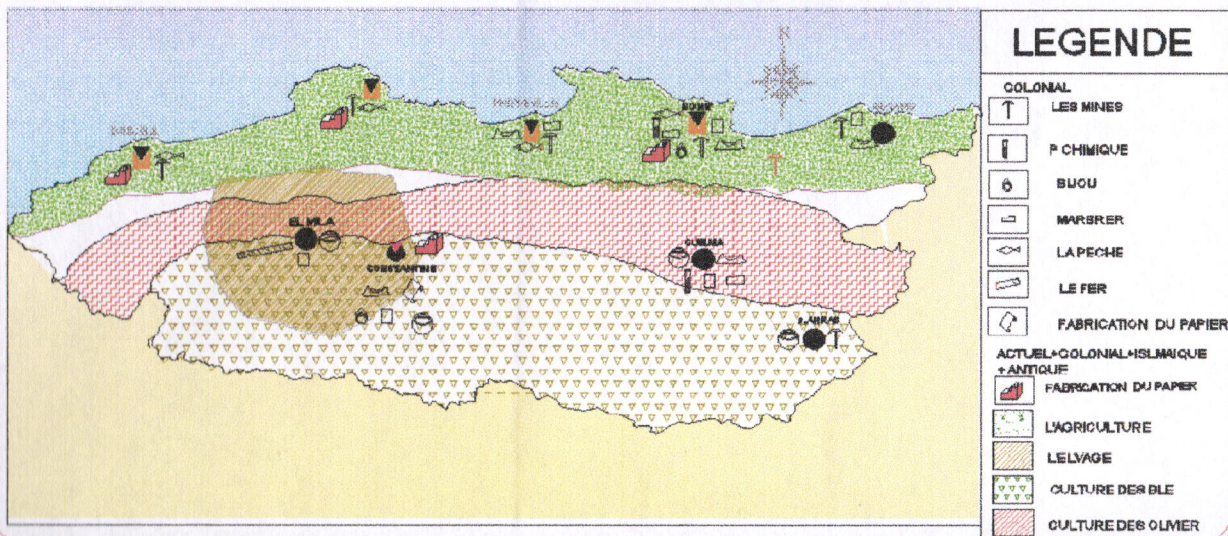 N
BONE
EL MILA
CONSTANTINE
GUELMA
S.AHRAS
LEGENDE
COLONIAL
LES MINES
P CHIMIQUE
BIJOU
MARBRER
LA PECHE
LE FER
FABRICATION DU PAPIER
ACTUEL+COLONIAL+ISLMAIQUE
+ANTIQUE
FABRICATION DU PAPIER
L'AGRICULTURE
LELVAGE
CULTURE DES BLE
CULTURE DES OLIVIER